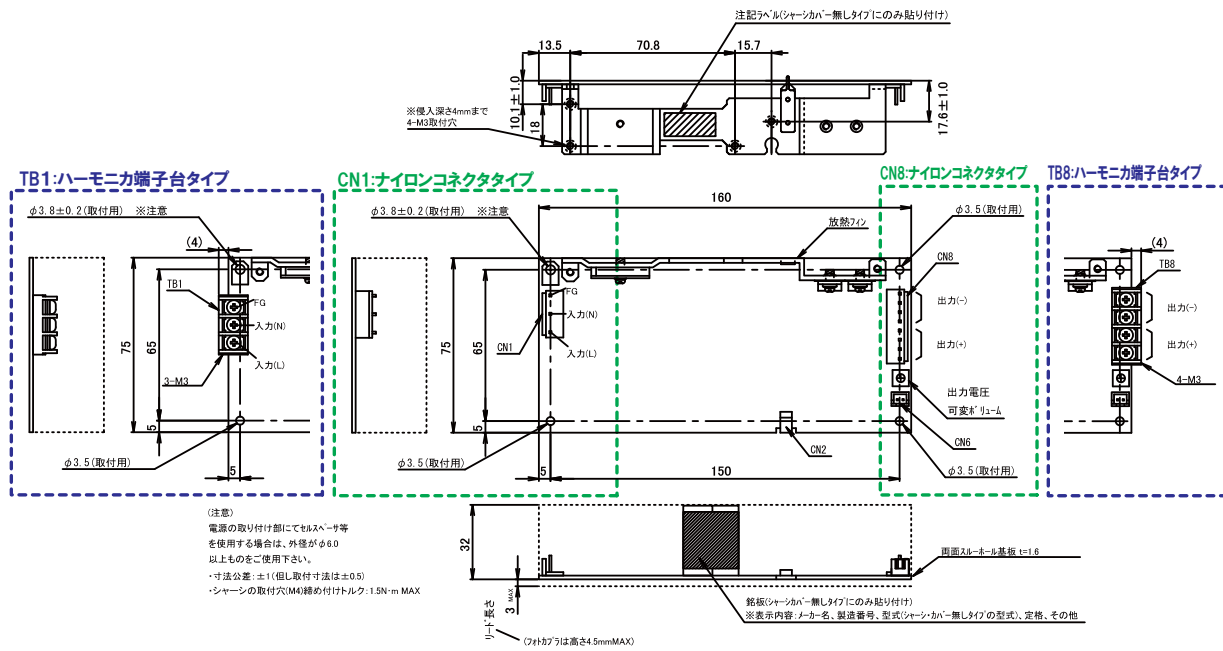 注記ラベル(シャーシカバー無しタイプにのみ貼り付け)
13.5
70.8
15.7
10.1±1.0
18
17.6±1.0
※侵入深さ4mmまで
4-M3取付穴
TB1:ハーモニカ端子台タイプ
φ3.8±0.2(取付用) ※注意
(4)
TB1
FG
入力(N)
入力(L)
3-M3
75
65
5
φ3.5(取付用)
5
CN1:ナイロンコネクタタイプ
φ3.8±0.2(取付用) ※注意
160
放熱フィン
FG
入力(N)
入力(L)
CN1
75
65
5
φ3.5(取付用)
5
150
CN2
CN8:ナイロンコネクタタイプ
φ3.5(取付用)
CN8
出力(-)
出力(+)
出力電圧
可変ボリューム
CN6
φ3.5(取付用)
TB8:ハーモニカ端子台タイプ
(4)
TB8
出力(-)
出力(+)
4-M3
(注意)
電源の取り付け部にてセルスペーサ等
を使用する場合は、外径がφ6.0
以上ものをご使用下さい。
・寸法公差:±1(但し取付寸法は±0.5)
・シャーシの取付穴(M4)締め付けトルク:1.5N・m MAX
32
3 MAX
リード長さ
(フォトカプラは高さ4.5mmMAX)
両面スルーホール基板 t=1.6
銘板(シャーシカバー無しタイプにのみ貼り付け)
※表示内容:メーカー名、製造番号、型式(シャーシ・カバー無しタイプの型式)、定格、その他